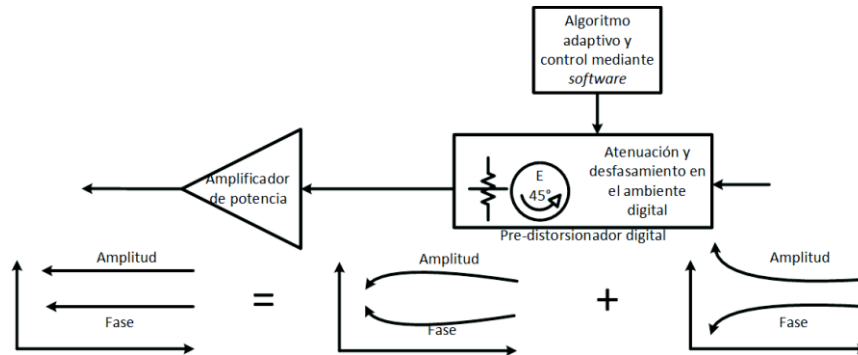 Algoritmo
adaptivo y
control mediante
software
Amplificador
de potencia
E
45°
Atenuación y
desfasamiento en
el ambiente
digital
Pre-distorsionador digital
Amplitud
Fase
=
Amplitud
Fase
+
Amplitud
Fase